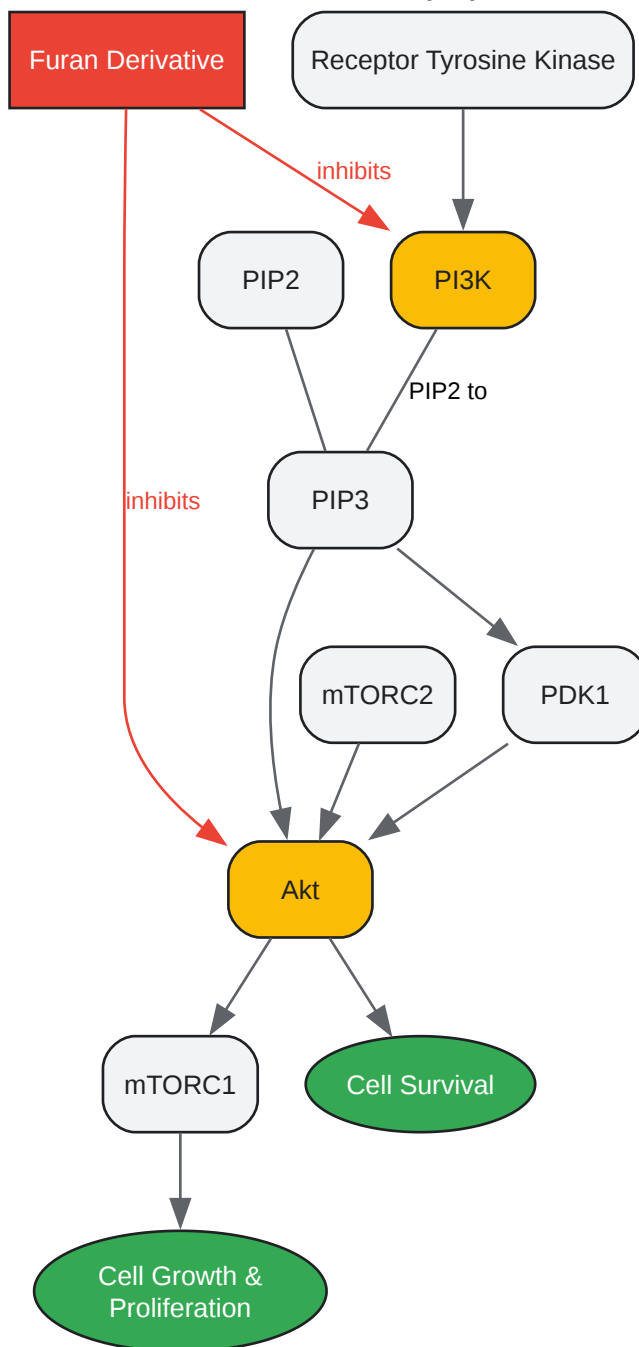 Furan Derivative
Receptor Tyrosine Kinase
inhibits
PIP2
PI3K
PIP2 to
PIP3
inhibits
mTORC2
PDK1
Akt
mTORC1
Cell Survival
Cell Growth &
Proliferation